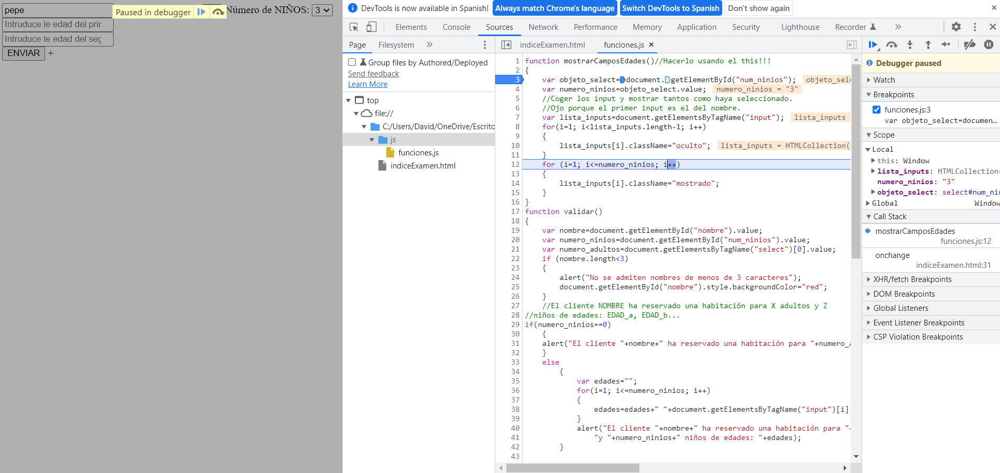 pepe
Paused in debugger
Número de NIÑOS: 3
Intruduce le edad del prir
Intruduce le edad del seg
ENVIAR +
DevTools is now available in Spanish! Always match Chrome's language Switch DevTools to Spanish Don't show again ×
Elements Console Sources Network Performance Memory Application Security Lighthouse Recorder »
Page Filesystem »
indiceExamen.html funciones.js ×
Group files by Authored/Deployed
Send feedback
Learn More
top
file://
C:/Users/David/OneDrive/Escrito
js
funciones.js
indiceExamen.html
1 function mostrarCamposEdades()//Hacerlo usando el this!!!
2 {
3 var objeto_select=document.getElementById("num_ninios"); objeto_sele
4 var numero_ninios=objeto_select.value; numero_ninios = "3"
5 //Coger los input y mostrar tantos como haya seleccionado.
6 //Ojo porque el primer input es el del nombre.
7 var lista_inputs=document.getElementsByTagName("input"); lista_inputs
8 for(i=1; i<lista_inputs.length-1; i++)
9 {
10 lista_inputs[i].className="oculto"; lista_inputs = HTMLCollection(
11 }
12 for (i=1; i<=numero_ninios; i++)
13 {
14 lista_inputs[i].className="mostrado";
15 }
16 }
17 function validar()
18 {
19 var nombre=document.getElementById("nombre").value;
20 var numero_ninios=document.getElementById("num_ninios").value;
21 var numero_adultos=document.getElementsByTagName("select")[0].value;
22 if (nombre.length<3)
23 {
24 alert("No se admiten nombres de menos de 3 caracteres");
25 document.getElementById("nombre").style.backgroundColor="red";
26 }
27 //El cliente NOMBRE ha reservado una habitación para X adultos y Z
28 //niños de edades: EDAD_a, EDAD_b...
29 if(numero_ninios==0)
30 {
31 alert("El cliente "+nombre+" ha reservado una habitación para "+numero_a
32 }
33 else
34 {
35 var edades="";
36 for(i=1; i<=numero_ninios; i++)
37 {
38 edades=edades+" "+document.getElementsByTagName("input")[i]
39 }
40 alert("El cliente "+nombre+" ha reservado una habitación para "+
41 "y "+numero_ninios+" niños de edades: "+edades);
42 }
43
Debugger paused
Watch
Breakpoints
funciones.js:3
var objeto_select=documen…
Scope
Local
this: Window
lista_inputs: HTMLCollection(
numero_ninios: "3"
objeto_select: select#num_nin
Global Window
Call Stack
mostrarCamposEdades
funciones.js:12
onchange
indiceExamen.html:31
XHR/fetch Breakpoints
DOM Breakpoints
Global Listeners
Event Listener Breakpoints
CSP Violation Breakpoints